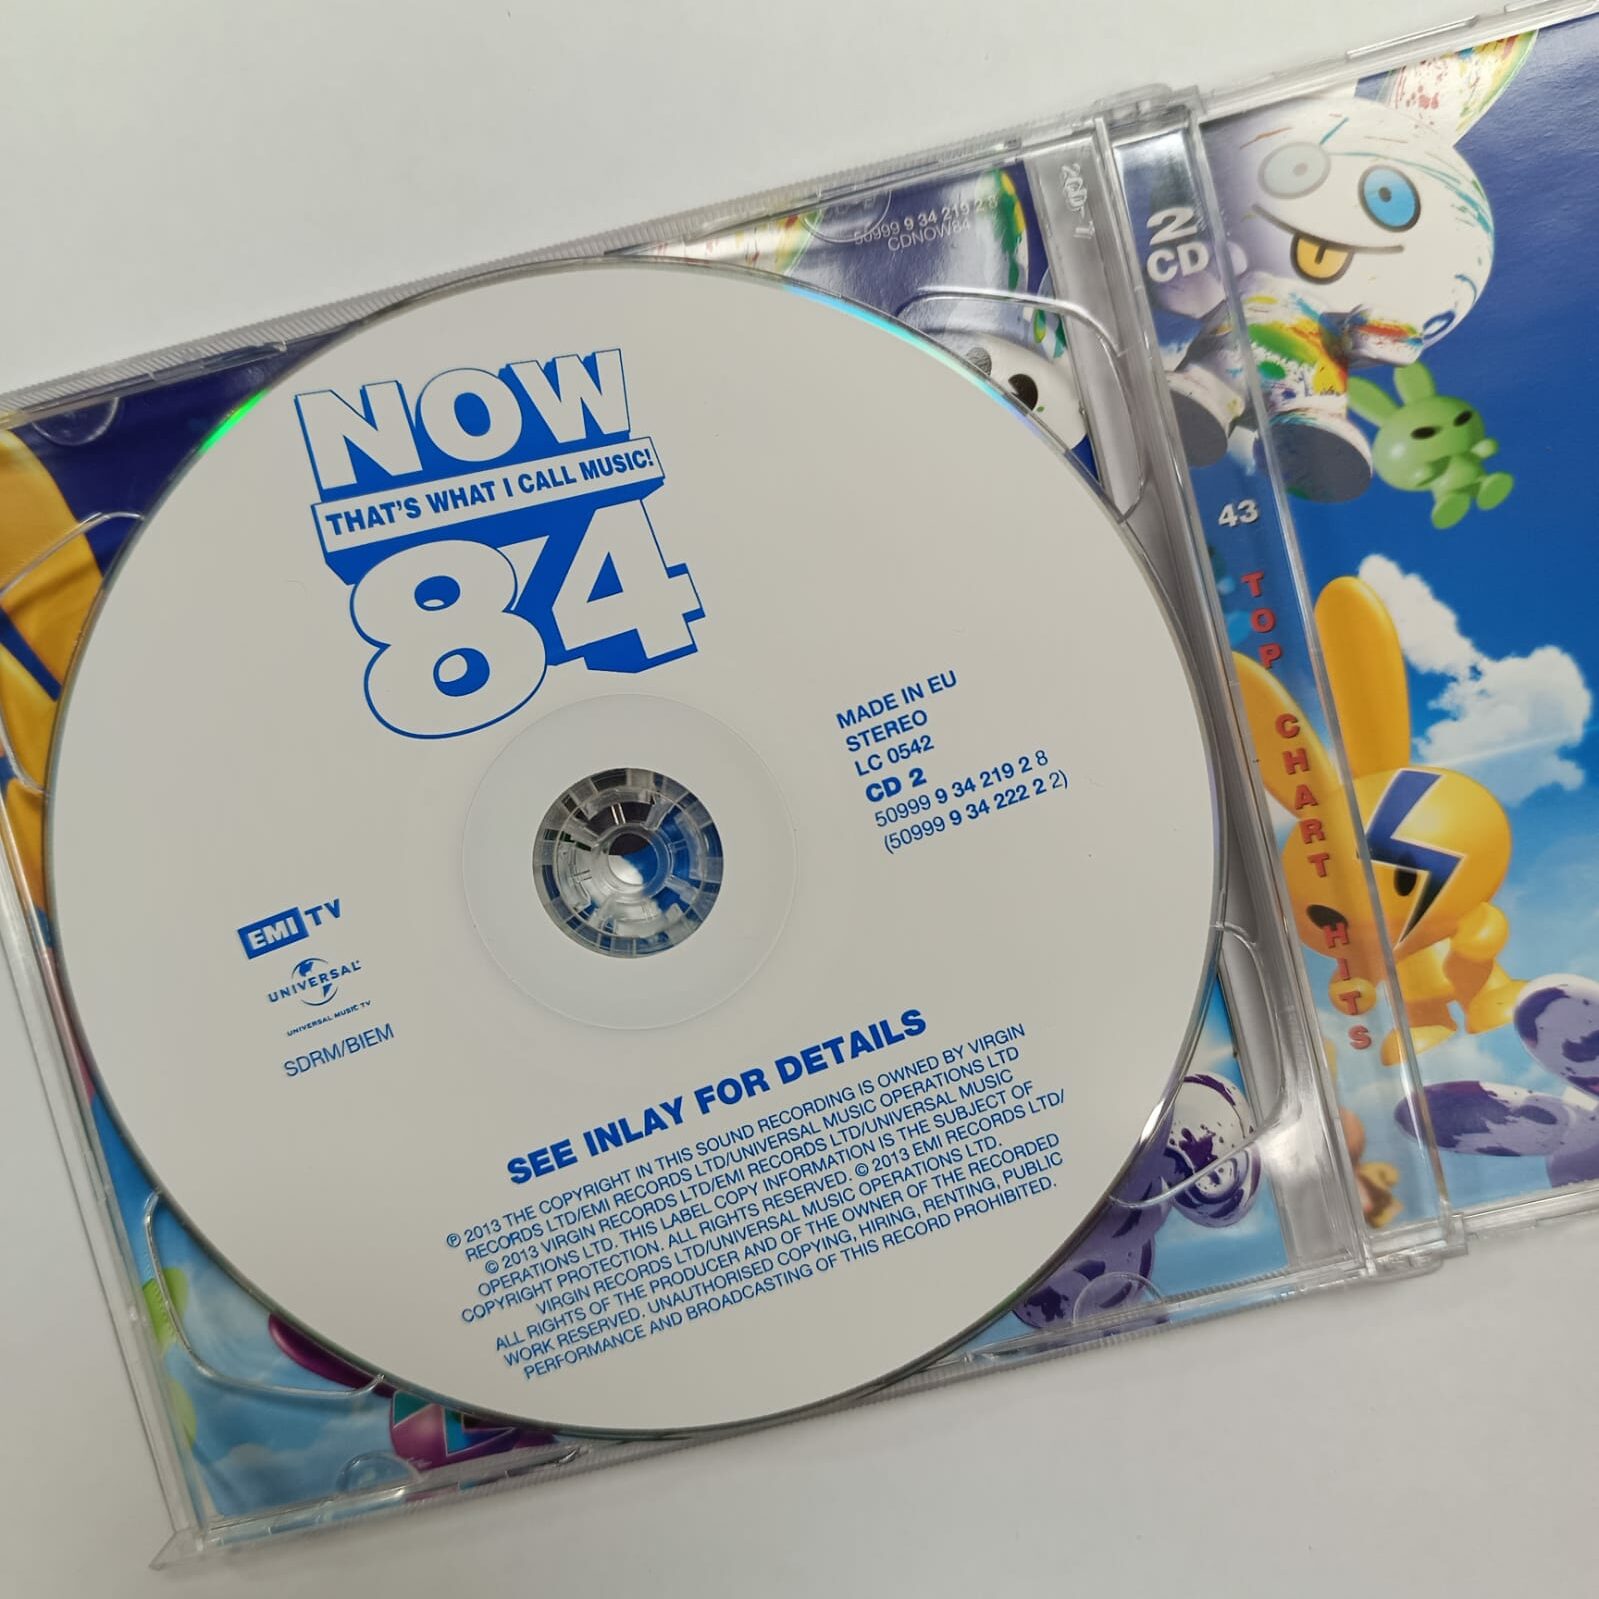 NOW
THAT'S WHAT I CALL MUSIC!
84
MADE IN EU
STEREO
LC 0542
CD 2
50999 9 34 219 2 8
(50999 9 34 222 2 2)
EMI TV
UNIVERSAL
UNIVERSAL MUSIC TV
SDRM/BIEM
SEE INLAY FOR DETAILS
℗ 2013 THE COPYRIGHT IN THIS SOUND RECORDING IS OWNED BY VIRGIN
RECORDS LTD/EMI RECORDS LTD/UNIVERSAL MUSIC OPERATIONS LTD
© 2013 VIRGIN RECORDS LTD/EMI RECORDS LTD/UNIVERSAL MUSIC
OPERATIONS LTD. THIS LABEL COPY INFORMATION IS THE SUBJECT OF
COPYRIGHT PROTECTION. ALL RIGHTS RESERVED. © 2013 EMI RECORDS LTD/
VIRGIN RECORDS LTD/UNIVERSAL MUSIC OPERATIONS LTD.
ALL RIGHTS OF THE PRODUCER AND OF THE OWNER OF THE RECORDED
WORK RESERVED. UNAUTHORISED COPYING, HIRING, RENTING, PUBLIC
PERFORMANCE AND BROADCASTING OF THIS RECORD PROHIBITED.
50999 9 34 219 2 8
CDNOW84
2CD-1
2
CD
43 TOP CHART HITS